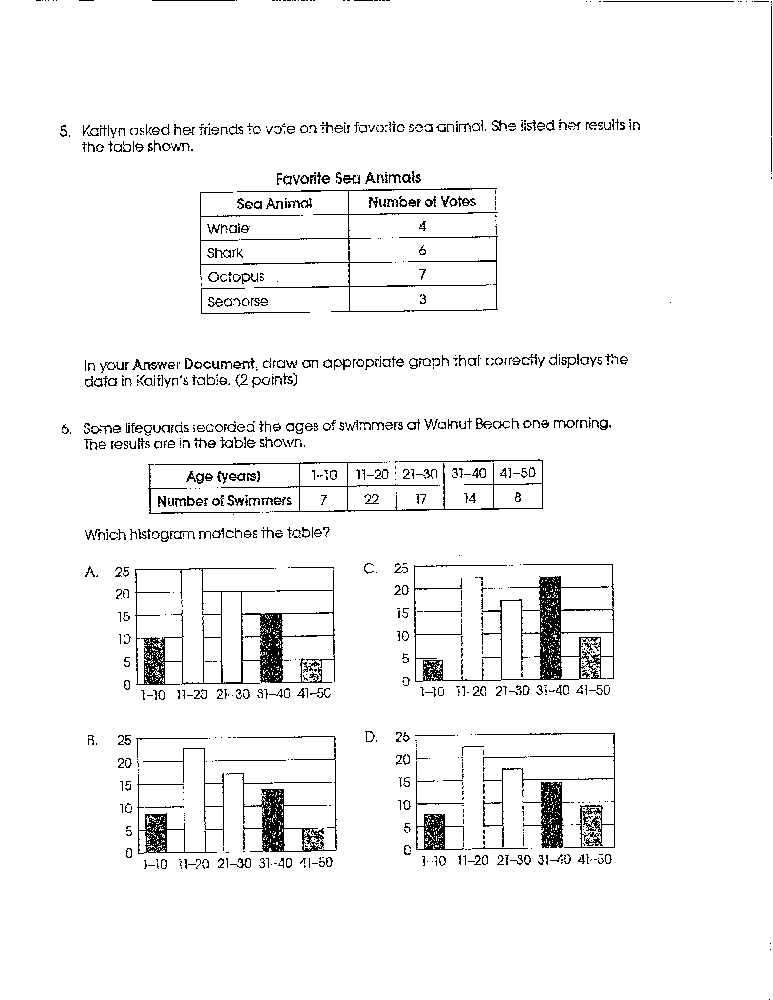 5. Kaitlyn asked her friends to vote on their favorite sea animal. She listed her results in
the table shown.
Favorite Sea Animals
Sea Animal Number of Votes
Whale 4
Shark 6
Octopus 7
Seahorse 3
In your Answer Document, draw an appropriate graph that correctly displays the
data in Kaitlyn's table. (2 points)
6. Some lifeguards recorded the ages of swimmers at Walnut Beach one morning.
The results are in the table shown.
Age (years) 1–10 11–20 21–30 31–40 41–50
Number of Swimmers 7 22 17 14 8
Which histogram matches the table?
A. 25
20
15
10
5
0
1–10 11–20 21–30 31–40 41–50
C. 25
20
15
10
5
0
1–10 11–20 21–30 31–40 41–50
B. 25
20
15
10
5
0
1–10 11–20 21–30 31–40 41–50
D. 25
20
15
10
5
0
1–10 11–20 21–30 31–40 41–50